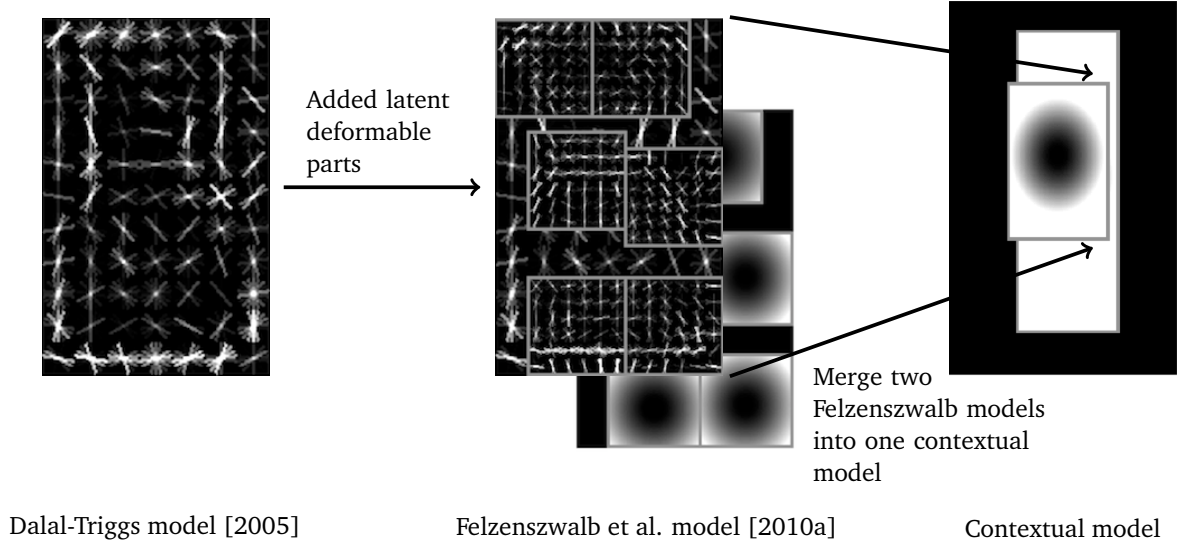 Added latent
deformable
parts
Merge two
Felzenszwalb models
into one contextual
model
Dalal-Triggs model [2005]
Felzenszwalb et al. model [2010a]
Contextual model